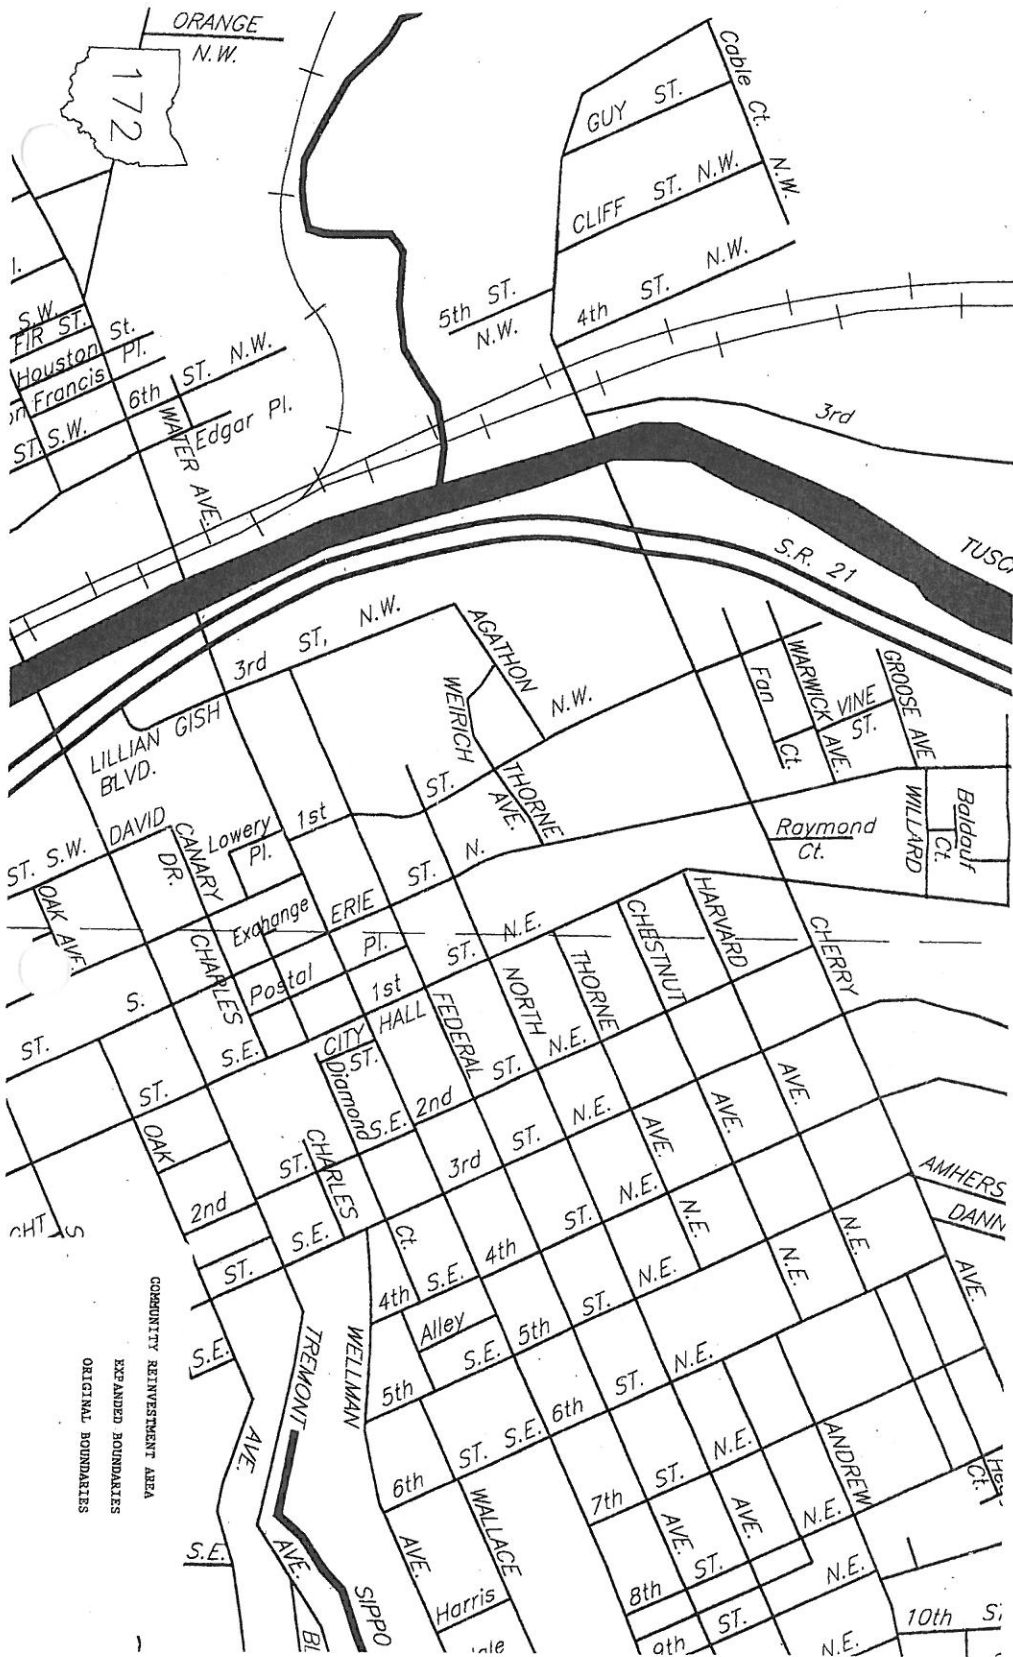 ORANGE
N.W.
172
Cable Ct. N.W.
GUY ST.
CLIFF ST. N.W.
4th ST. N.W.
5th ST.
N.W.
S.W.
FIR ST.
Houston St.
Francis Pl.
6th ST. N.W.
ST. S.W.
WATER AVE.
Edgar Pl.
3rd
S.R. 21
3rd ST, N.W.
AGATHON
WEIRICH
N.W.
Fan Ct.
WARWICK AVE.
VINE ST.
GROOSE AVE
LILLIAN GISH
BLVD.
THORNE
AVE.
ST.
WILLARD
Baldauf
Ct.
Raymond
Ct.
ST. S.W. DAVID
CANARY
DR.
Lowery
Pl.
1st
N.
OAK AVE.
CHARLES
Exchange
ERIE ST.
Pl.
Postal
ST. N.E.
1st
HALL
CITY
ST.
FEDERAL
NORTH
THORNE
CHESTNUT
HARVARD
CHERRY
ST. S.
S.E.
Diamond
S.E. 2nd ST. N.E.
ST.
OAK
CHARLES
ST.
3rd ST. N.E.
AVE.
AVE.
AVE.
2nd
S.E.
Ct.
4th ST. N.E.
N.E.
N.E.
N.E.
AMHERS
DANN
AVE.
ST.
4th S.E.
Alley
S.E. 5th ST. N.E.
S.E.
TREMONT
WELLMAN
5th
6th ST. N.E.
ST. S.E.
6th
AVE.
WALLACE
7th ST. N.E.
ANDREW
Ct.
S.E.
AVE.
SIPPO
AVE.
Harris
AVE.
AVE.
8th ST. N.E.
9th ST. N.E.
N.E.
10th
COMMUNITY REINVESTMENT AREA
EXPANDED BOUNDARIES
ORIGINAL BOUNDARIES